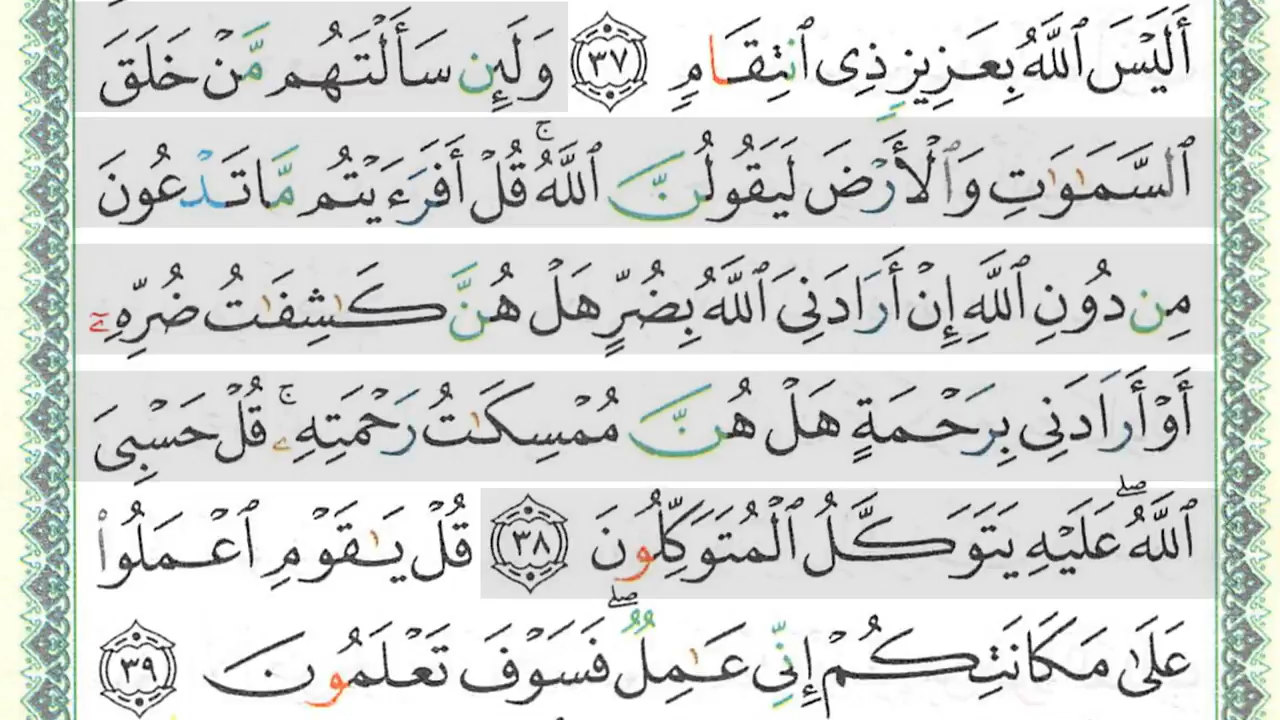 أَلَيْسَ ٱللَّهُ بِعَزِيزٍ ذِى ٱنتِقَامٍ ٣٧ وَلَئِن سَأَلْتَهُم مَّنْ خَلَقَ
ٱلسَّمَٰوَٰتِ وَٱلْأَرْضَ لَيَقُولُنَّ ٱللَّهُ ۚ قُلْ أَفَرَءَيْتُم مَّا تَدْعُونَ
مِن دُونِ ٱللَّهِ إِنْ أَرَادَنِىَ ٱللَّهُ بِضُرٍّ هَلْ هُنَّ كَٰشِفَٰتُ ضُرِّهِۦٓ
أَوْ أَرَادَنِى بِرَحْمَةٍ هَلْ هُنَّ مُمْسِكَٰتُ رَحْمَتِهِۦ ۚ قُلْ حَسْبِىَ
ٱللَّهُ ۖ عَلَيْهِ يَتَوَكَّلُ ٱلْمُتَوَكِّلُونَ ٣٨ قُلْ يَٰقَوْمِ ٱعْمَلُوا۟
عَلَىٰ مَكَانَتِكُمْ إِنِّى عَٰمِلٌ ۖ فَسَوْفَ تَعْلَمُونَ ٣٩